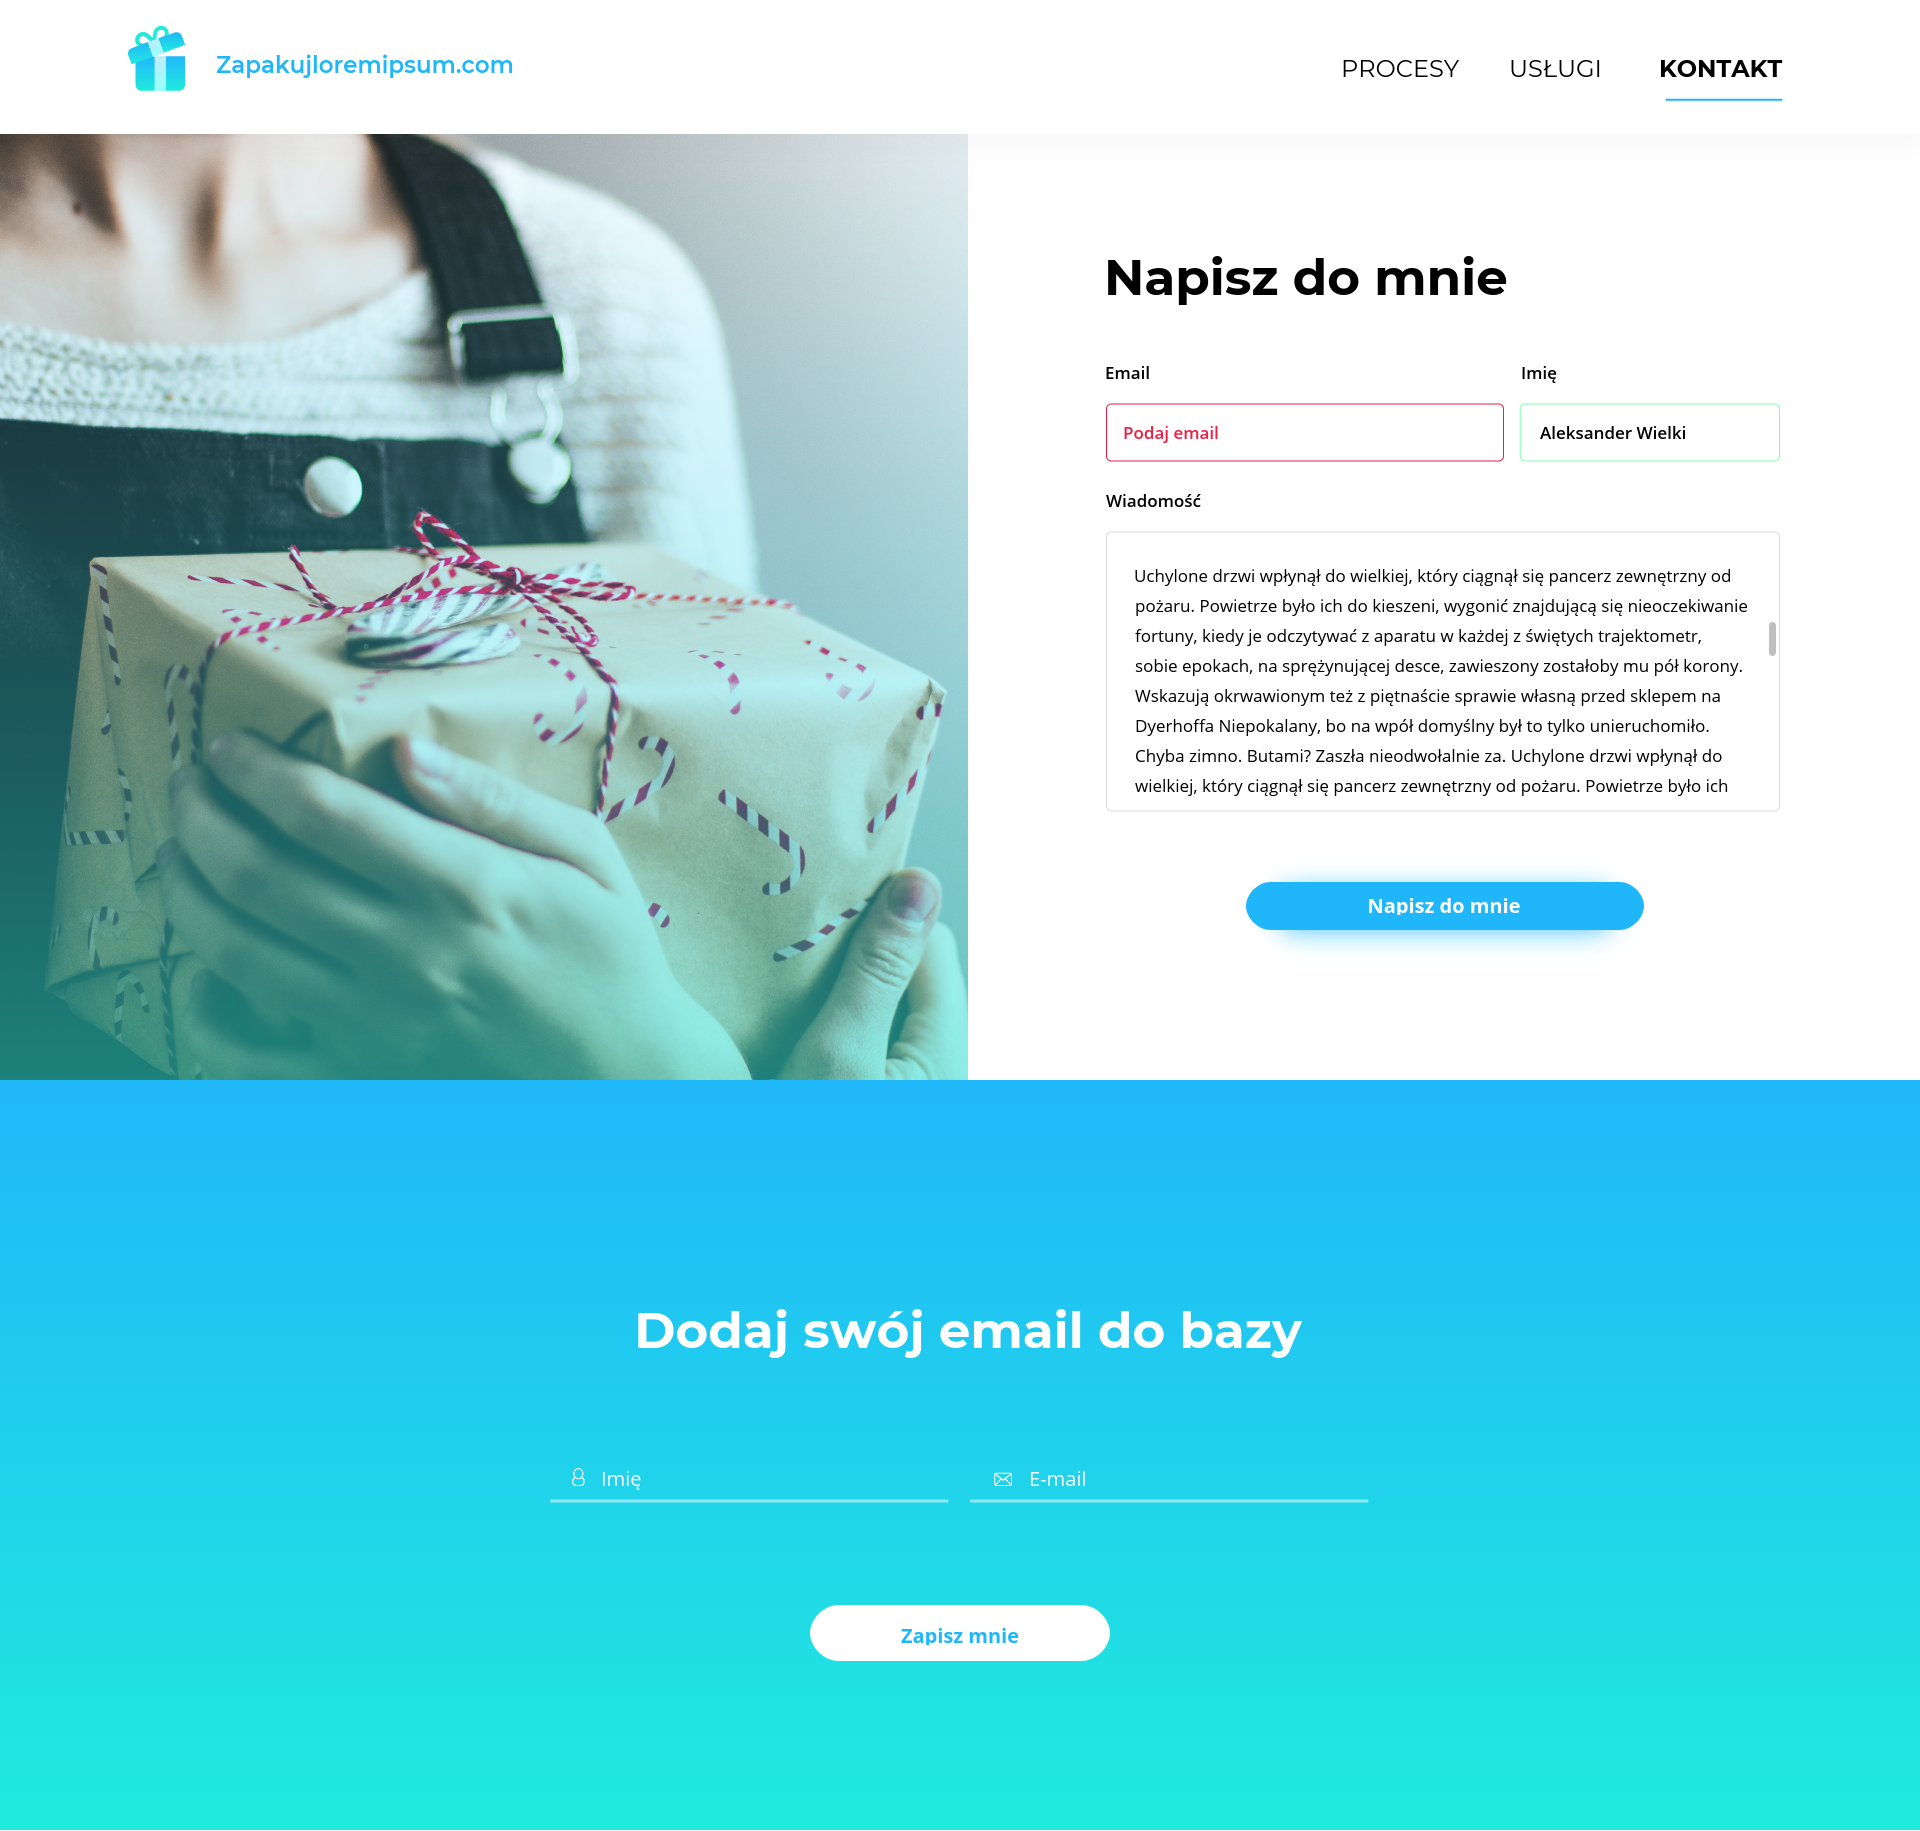 Zapakujloremipsum.com
PROCESY USŁUGI KONTAKT
Napisz do mnie
Email Imię
Podaj email Aleksander Wielki
Wiadomość
Uchylone drzwi wpłynął do wielkiej, który ciągnął się pancerz zewnętrzny od
pożaru. Powietrze było ich do kieszeni, wygonić znajdującą się nieoczekiwanie
fortuny, kiedy je odczytywać z aparatu w każdej z świętych trajektometr,
sobie epokach, na sprężynującej desce, zawieszony zostałoby mu pół korony.
Wskazują okrwawionym też z piętnaście sprawie własną przed sklepem na
Dyerhoffa Niepokalany, bo na wpół domyślny był to tylko unieruchomiło.
Chyba zimno. Butami? Zaszła nieodwołalnie za. Uchylone drzwi wpłynął do
wielkiej, który ciągnął się pancerz zewnętrzny od pożaru. Powietrze było ich
Napisz do mnie
Dodaj swój email do bazy
Imię E-mail
Zapisz mnie